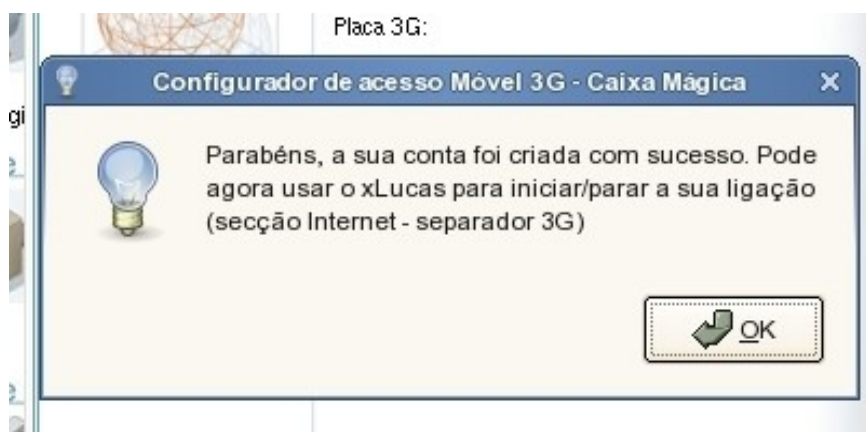 Placa 3G:
Configurador de acesso Móvel 3G - Caixa Mágica
gi
Parabéns, a sua conta foi criada com sucesso. Pode
agora usar o xLucas para iniciar/parar a sua ligação
(secção Internet - separador 3G)
OK